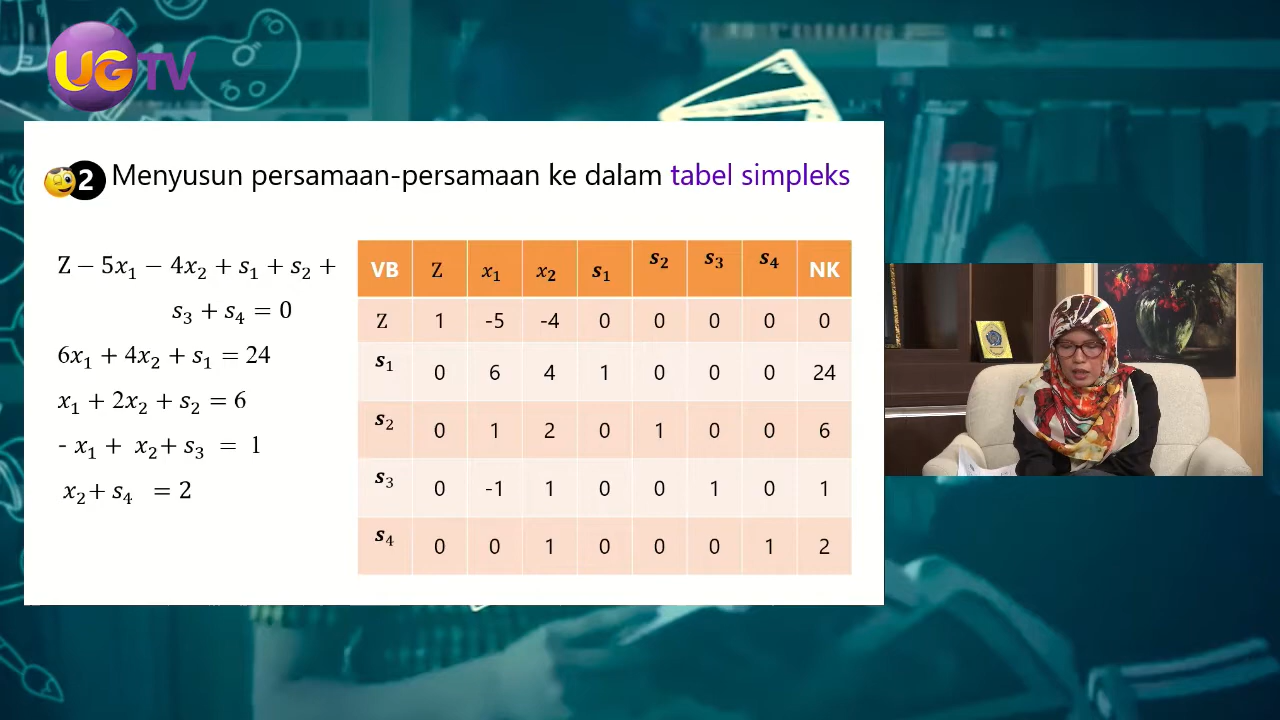 UGTV
2 Menyusun persamaan-persamaan ke dalam tabel simpleks
Z − 5x₁ − 4x₂ + s₁ + s₂ +
s₃ + s₄ = 0
6x₁ + 4x₂ + s₁ = 24
x₁ + 2x₂ + s₂ = 6
- x₁ + x₂ + s₃ = 1
x₂ + s₄ = 2
VB Z x₁ x₂ s₁ s₂ s₃ s₄ NK
Z 1 -5 -4 0 0 0 0 0
s₁ 0 6 4 1 0 0 0 24
s₂ 0 1 2 0 1 0 0 6
s₃ 0 -1 1 0 0 1 0 1
s₄ 0 0 1 0 0 0 1 2